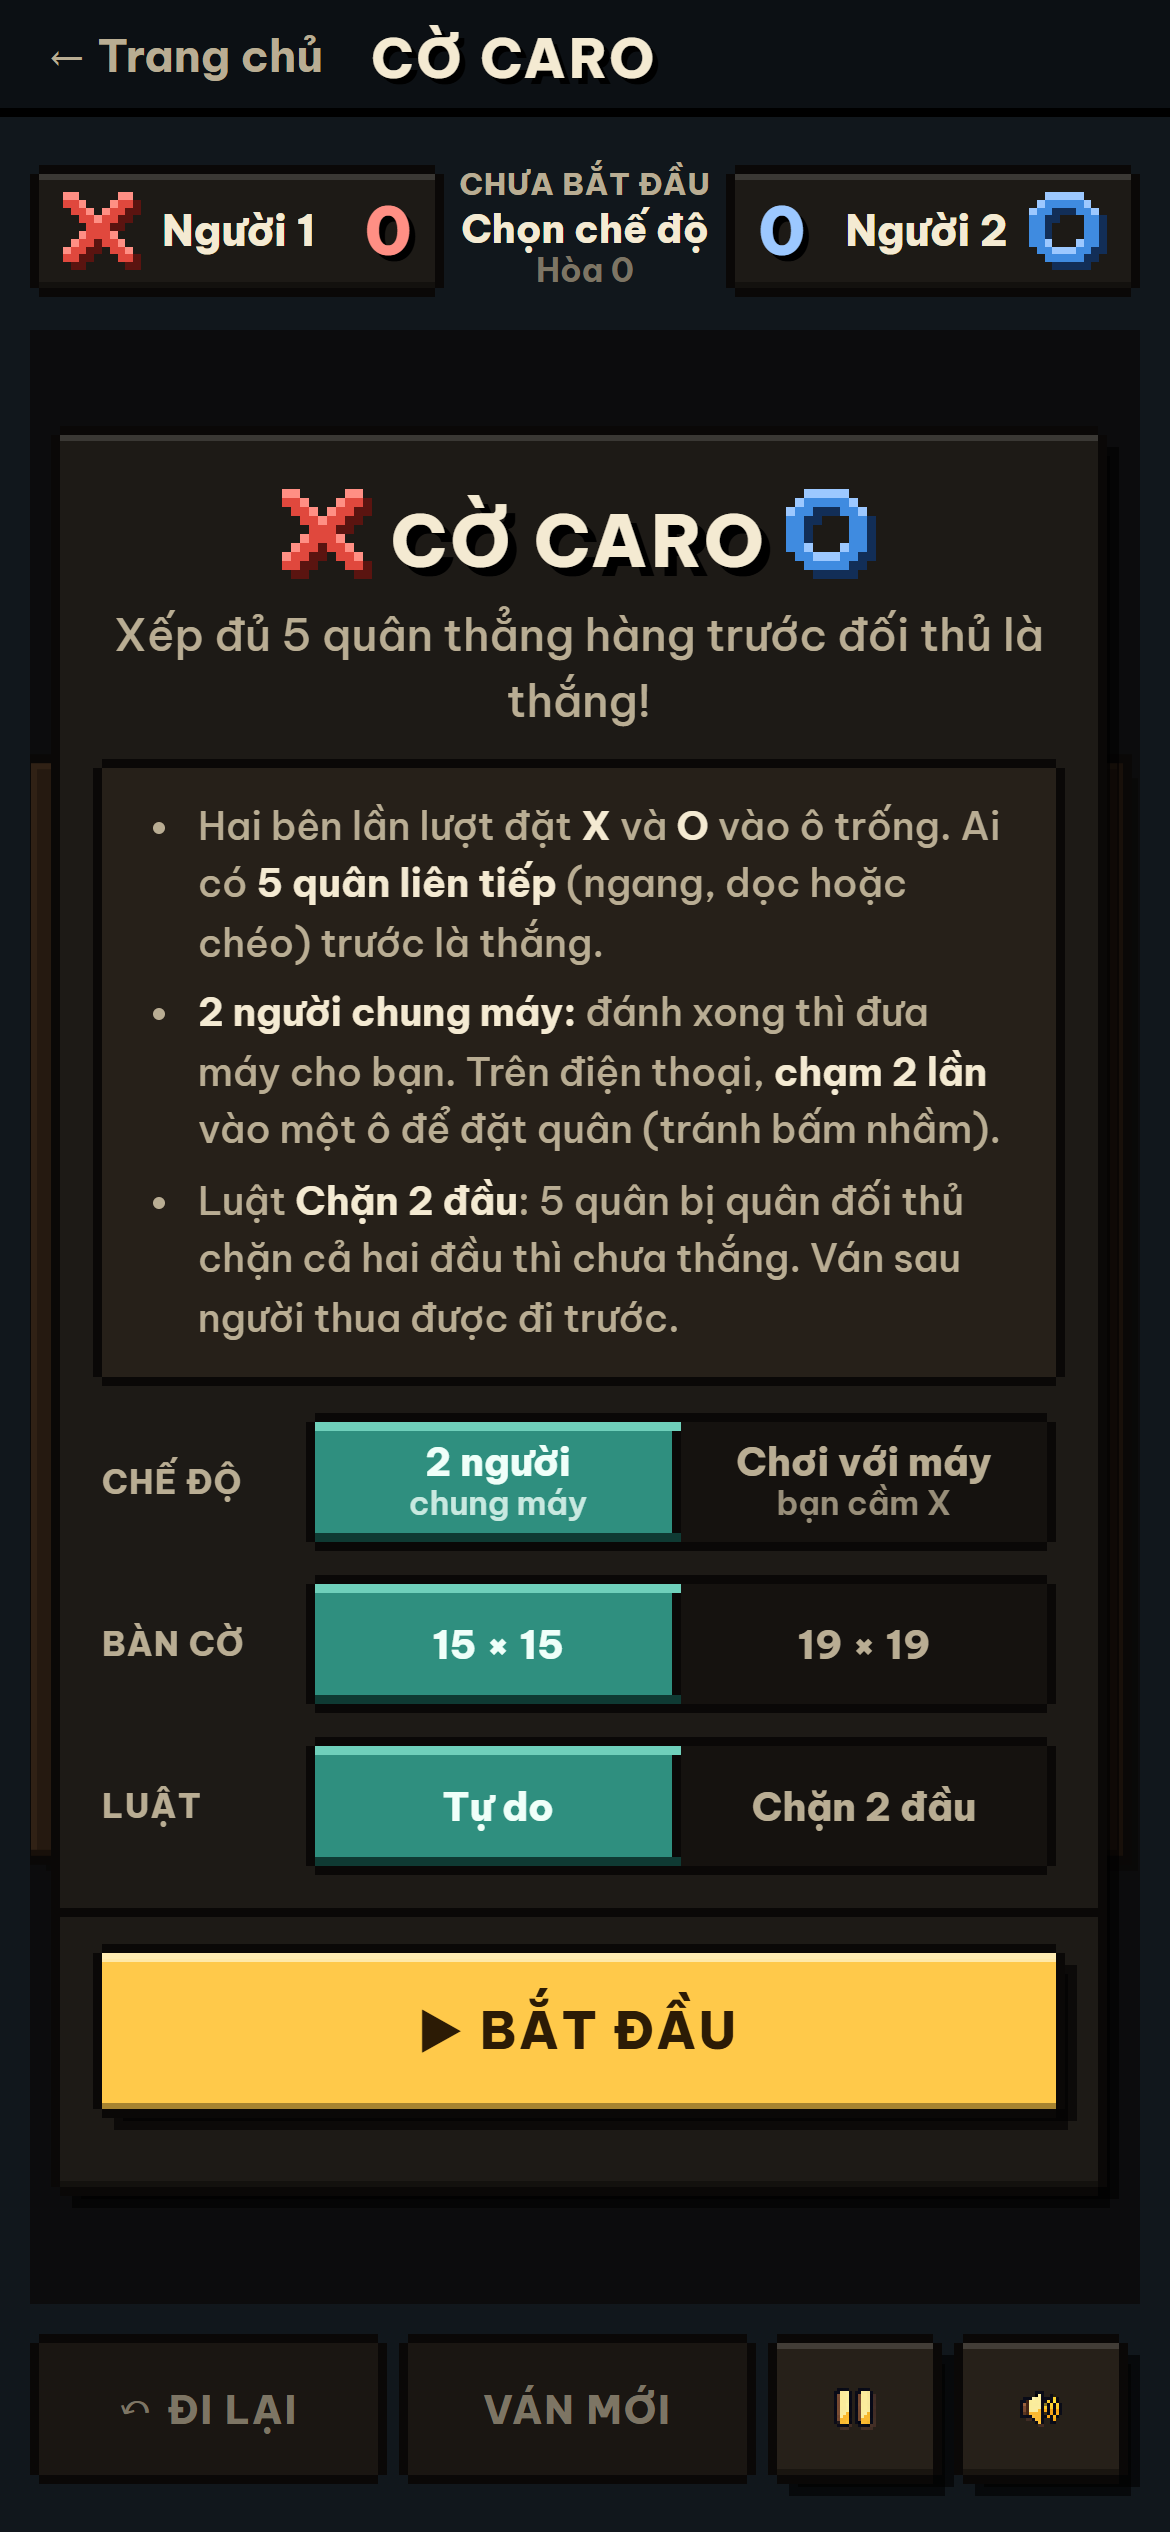 ← Trang chủ CỜ CARO
Người 1 0
CHƯA BẮT ĐẦU
Chọn chế độ
Hòa 0
0 Người 2
CỜ CARO
Xếp đủ 5 quân thẳng hàng trước đối thủ là
thắng!
• Hai bên lần lượt đặt X và O vào ô trống. Ai
có 5 quân liên tiếp (ngang, dọc hoặc
chéo) trước là thắng.
• 2 người chung máy: đánh xong thì đưa
máy cho bạn. Trên điện thoại, chạm 2 lần
vào một ô để đặt quân (tránh bấm nhầm).
• Luật Chặn 2 đầu: 5 quân bị quân đối thủ
chặn cả hai đầu thì chưa thắng. Ván sau
người thua được đi trước.
CHẾ ĐỘ
2 người
chung máy
Chơi với máy
bạn cầm X
BÀN CỜ
15 × 15
19 × 19
LUẬT
Tự do
Chặn 2 đầu
▶ BẮT ĐẦU
↶ ĐI LẠI
VÁN MỚI